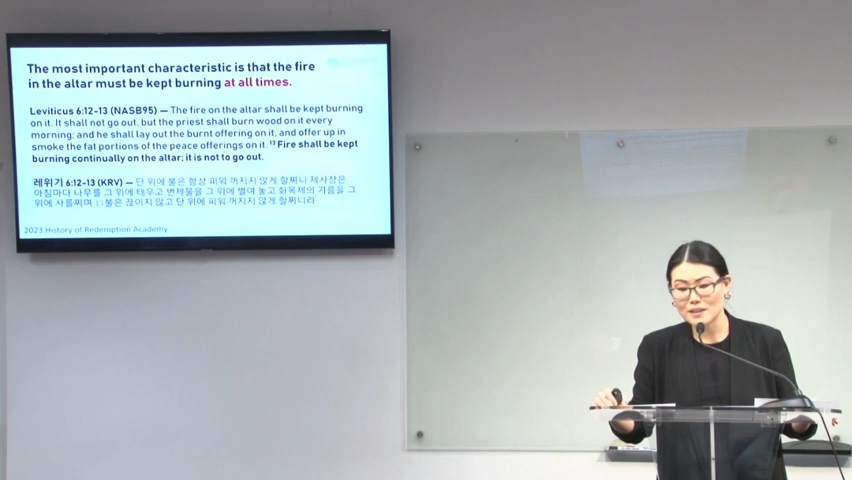 The most important characteristic is that the fire
in the altar must be kept burning at all times.
Leviticus 6:12-13 (NASB95) — The fire on the altar shall be kept burning
on it. It shall not go out, but the priest shall burn wood on it every
morning; and he shall lay out the burnt offering on it, and offer up in
smoke the fat portions of the peace offerings on it. 13 Fire shall be kept
burning continually on the altar; it is not to go out.
레위기 6:12-13 (KRV) — 단 위에 불은 항상 피워 꺼지지 않게 할찌니 제사장은
아침마다 나무를 그 위에 태우고 번제물을 그 위에 벌여 놓고 화목제의 기름을 그
위에 사를찌며 13불은 끊이지 않고 단 위에 피워 꺼지지 않게 할찌니라
2023 History of Redemption Academy